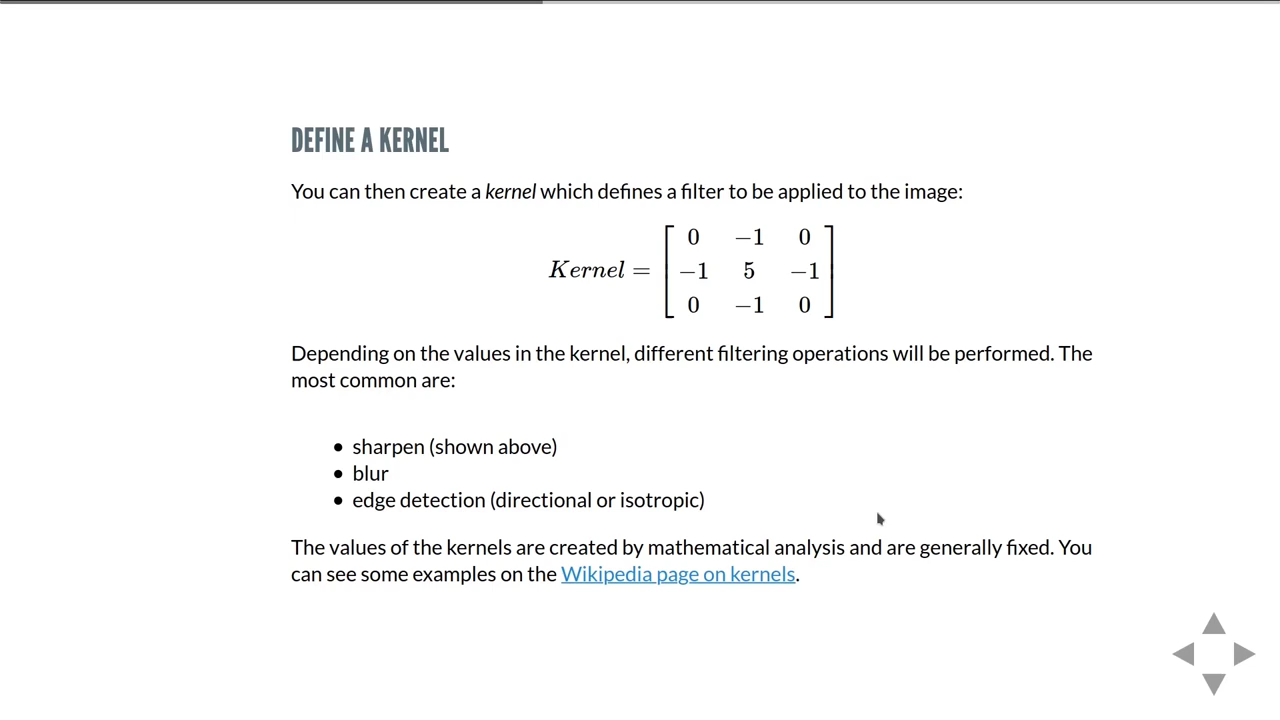 DEFINE A KERNEL
You can then create a kernel which defines a filter to be applied to the image:
0 −1 0
Kernel = −1 5 −1
0 −1 0
Depending on the values in the kernel, different filtering operations will be performed. The
most common are:
• sharpen (shown above)
• blur
• edge detection (directional or isotropic)
The values of the kernels are created by mathematical analysis and are generally fixed. You
can see some examples on the Wikipedia page on kernels.